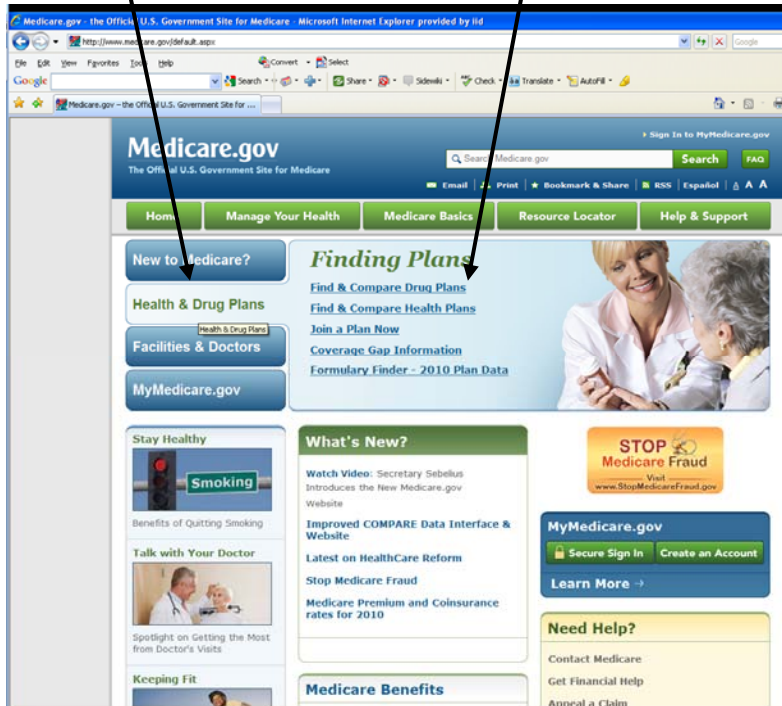 Medicare.gov - the Official U.S. Government Site for Medicare - Microsoft Internet Explorer provided by iid
http://www.medicare.gov/default.aspx
Google
File Edit View Favorites Tools Help
Convert Select
Google
Search Share Sidewiki Check Translate AutoFill
Medicare.gov – the Official U.S. Government Site for ...
Sign In to MyMedicare.gov
Medicare.gov
The Official U.S. Government Site for Medicare
Search Medicare.gov
Search
FAQ
Email Print Bookmark & Share RSS Español A A A
Home
Manage Your Health
Medicare Basics
Resource Locator
Help & Support
New to Medicare?
Health & Drug Plans
Health & Drug Plans
Facilities & Doctors
MyMedicare.gov
Finding Plans
Find & Compare Drug Plans
Find & Compare Health Plans
Join a Plan Now
Coverage Gap Information
Formulary Finder - 2010 Plan Data
Stay Healthy
Smoking
Benefits of Quitting Smoking
Talk with Your Doctor
Spotlight on Getting the Most
from Doctor's Visits
Keeping Fit
What's New?
Watch Video: Secretary Sebelius
Introduces the New Medicare.gov
Website
Improved COMPARE Data Interface &
Website
Latest on HealthCare Reform
Stop Medicare Fraud
Medicare Premium and Coinsurance
rates for 2010
Medicare Benefits
STOP
Medicare Fraud
Visit
www.StopMedicareFraud.gov
MyMedicare.gov
Secure Sign In
Create an Account
Learn More →
Need Help?
Contact Medicare
Get Financial Help
Appeal a Claim